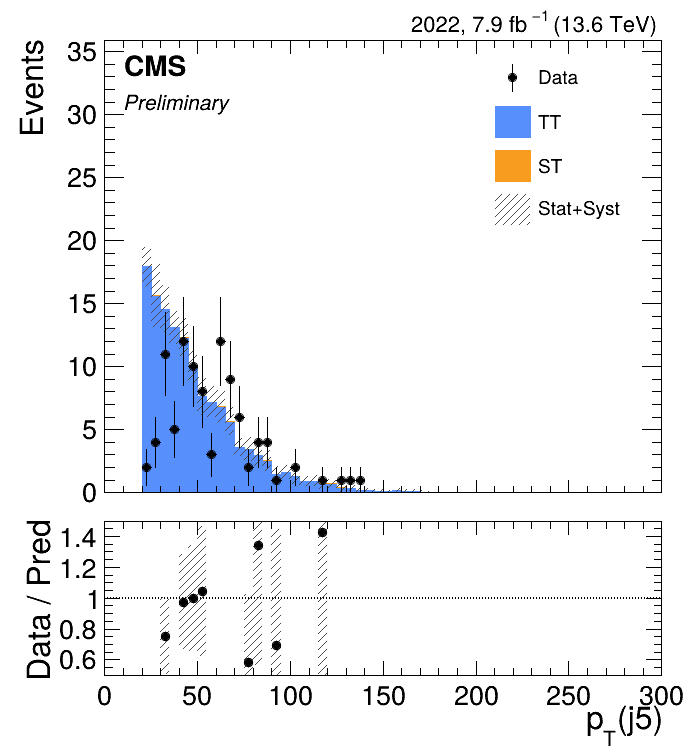 2022, 7.9 fb⁻¹ (13.6 TeV)
CMS
Preliminary
Data
TT
ST
Stat+Syst
Events
35
30
25
20
15
10
5
0
Data / Pred
1.4
1.2
1
0.8
0.6
0 50 100 150 200 250 300
p_T(j5)